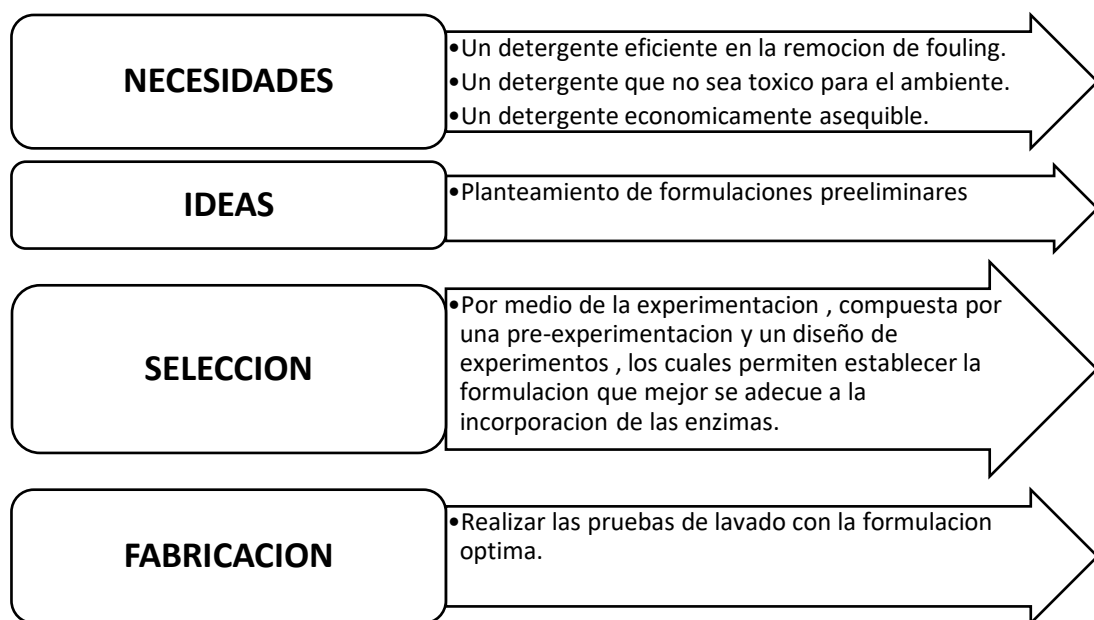 NECESIDADES
•Un detergente eficiente en la remocion de fouling.
•Un detergente que no sea toxico para el ambiente.
•Un detergente economicamente asequible.
IDEAS
•Planteamiento de formulaciones preeliminares
SELECCION
•Por medio de la experimentacion , compuesta por
una pre-experimentacion y un diseño de
experimentos , los cuales permiten establecer la
formulacion que mejor se adecue a la
incorporacion de las enzimas.
FABRICACION
•Realizar las pruebas de lavado con la formulacion
optima.